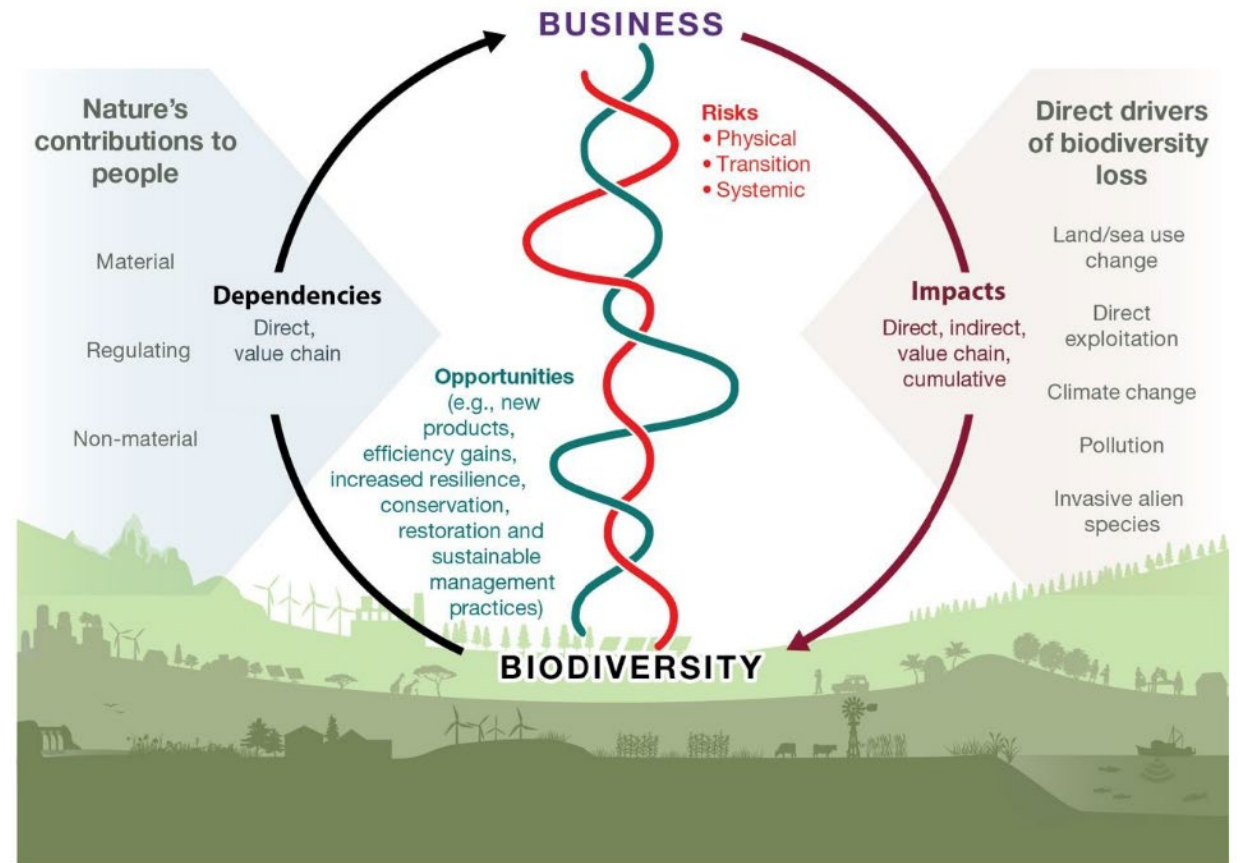 BUSINESS
Nature's
contributions to
people
Material
Regulating
Non-material
Dependencies
Direct,
value chain
Risks
• Physical
• Transition
• Systemic
Opportunities
(e.g., new
products,
efficiency gains,
increased resilience,
conservation,
restoration and
sustainable
management
practices)
Impacts
Direct, indirect,
value chain,
cumulative
Direct drivers
of biodiversity
loss
Land/sea use
change
Direct
exploitation
Climate change
Pollution
Invasive alien
species
BIODIVERSITY